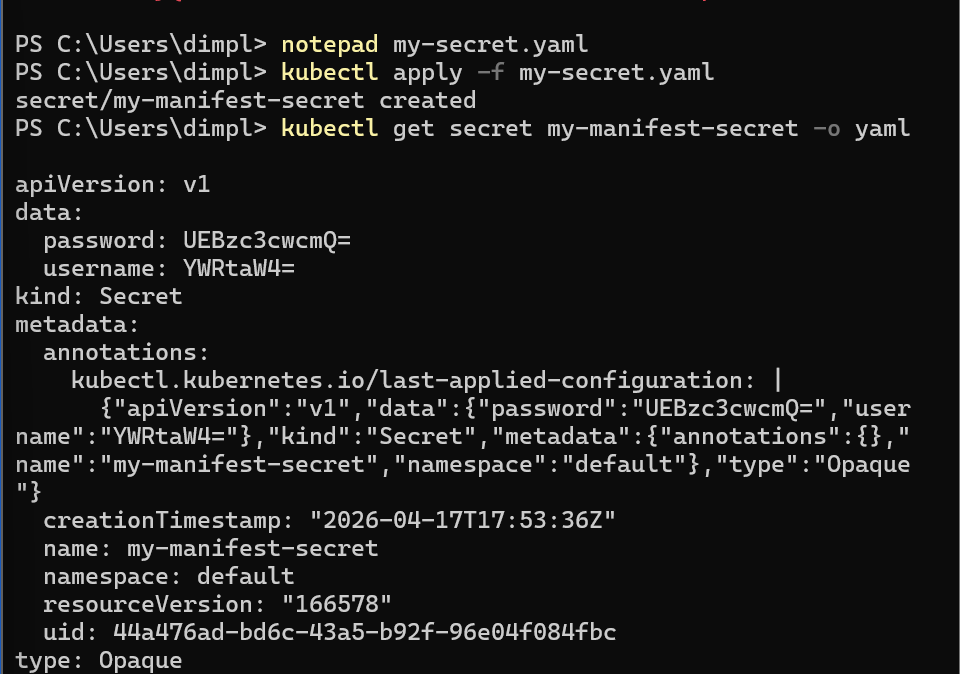 PS C:\Users\dimpl> notepad my-secret.yaml
PS C:\Users\dimpl> kubectl apply -f my-secret.yaml
secret/my-manifest-secret created
PS C:\Users\dimpl> kubectl get secret my-manifest-secret -o yaml

apiVersion: v1
data:
  password: UEBzc3cwcmQ=
  username: YWRtaW4=
kind: Secret
metadata:
  annotations:
    kubectl.kubernetes.io/last-applied-configuration: |
      {"apiVersion":"v1","data":{"password":"UEBzc3cwcmQ=","user
name":"YWRtaW4="},"kind":"Secret","metadata":{"annotations":{},"
name":"my-manifest-secret","namespace":"default"},"type":"Opaque
"}
  creationTimestamp: "2026-04-17T17:53:36Z"
  name: my-manifest-secret
  namespace: default
  resourceVersion: "166578"
  uid: 44a476ad-bd6c-43a5-b92f-96e04f084fbc
type: Opaque